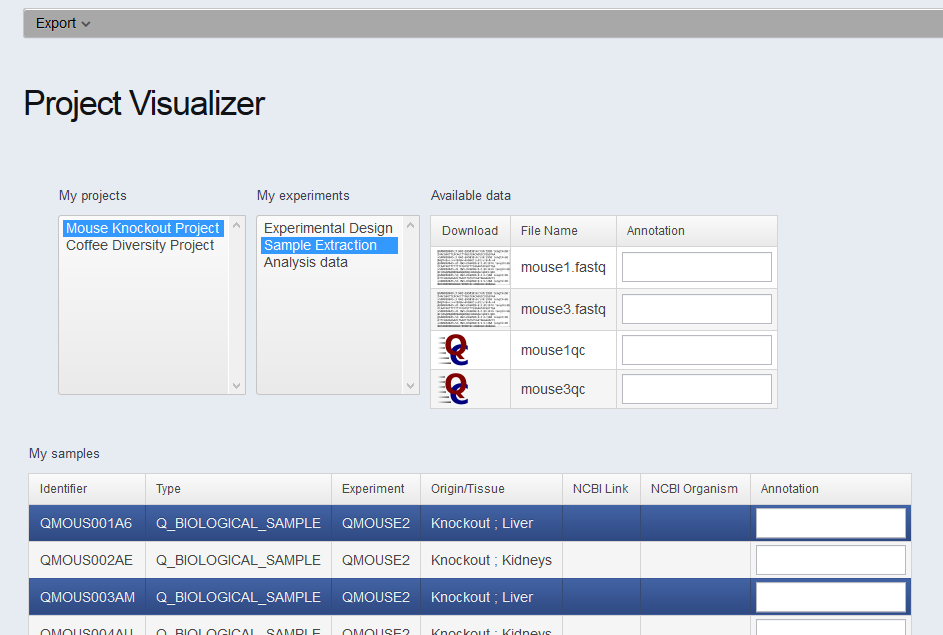 Export
Project Visualizer
My projects My experiments Available data
Mouse Knockout Project
Coffee Diversity Project
Experimental Design
Sample Extraction
Analysis data
Download File Name Annotation
mouse1.fastq
mouse3.fastq
QC mouse1qc
QC mouse3qc
My samples
Identifier Type Experiment Origin/Tissue NCBI Link NCBI Organism Annotation
QMOUS001A6 Q_BIOLOGICAL_SAMPLE QMOUSE2 Knockout ; Liver
QMOUS002AE Q_BIOLOGICAL_SAMPLE QMOUSE2 Knockout ; Kidneys
QMOUS003AM Q_BIOLOGICAL_SAMPLE QMOUSE2 Knockout ; Liver
QMOUS004AU Q_BIOLOGICAL_SAMPLE QMOUSE2 Knockout ; Kidneys